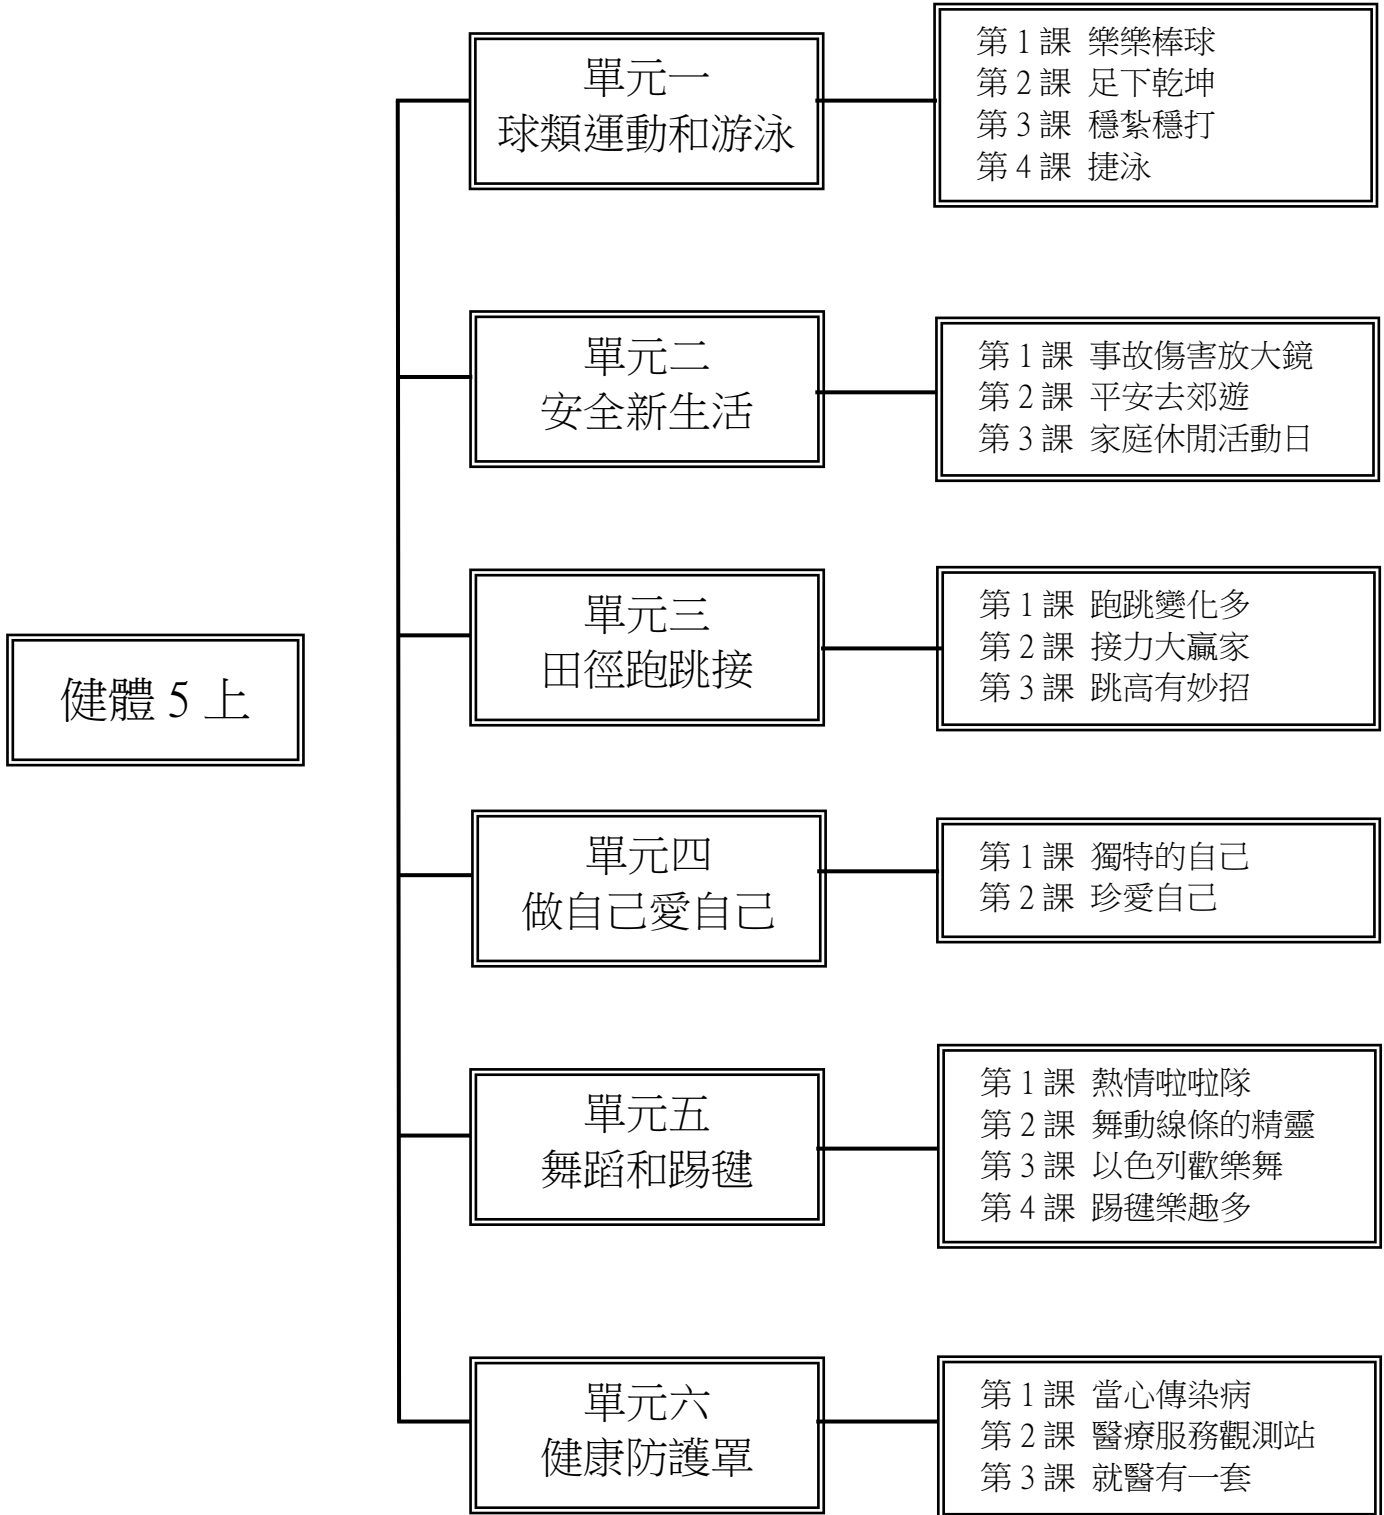 健體 5 上
單元一
球類運動和游泳
第 1 課 樂樂棒球
第 2 課 足下乾坤
第 3 課 穩紮穩打
第 4 課 捷泳
單元二
安全新生活
第 1 課 事故傷害放大鏡
第 2 課 平安去郊遊
第 3 課 家庭休閒活動日
單元三
田徑跑跳接
第 1 課 跑跳變化多
第 2 課 接力大贏家
第 3 課 跳高有妙招
單元四
做自己愛自己
第 1 課 獨特的自己
第 2 課 珍愛自己
單元五
舞蹈和踢毽
第 1 課 熱情啦啦隊
第 2 課 舞動線條的精靈
第 3 課 以色列歡樂舞
第 4 課 踢毽樂趣多
單元六
健康防護罩
第 1 課 當心傳染病
第 2 課 醫療服務觀測站
第 3 課 就醫有一套